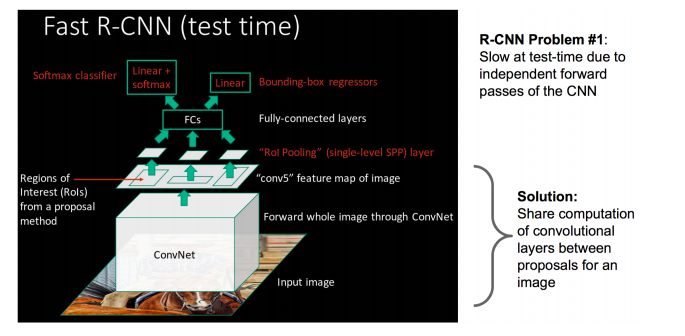 Fast R-CNN (test time)
Softmax classifier
Linear +
softmax
Linear
Bounding-box regressors
FCs
Fully-connected layers
"RoI Pooling" (single-level SPP) layer
Regions of
Interest (RoIs)
from a proposal
method
"conv5" feature map of image
Forward whole image through ConvNet
ConvNet
Input image
R-CNN Problem #1:
Slow at test-time due to
independent forward
passes of the CNN
Solution:
Share computation
of convolutional
layers between
proposals for an
image